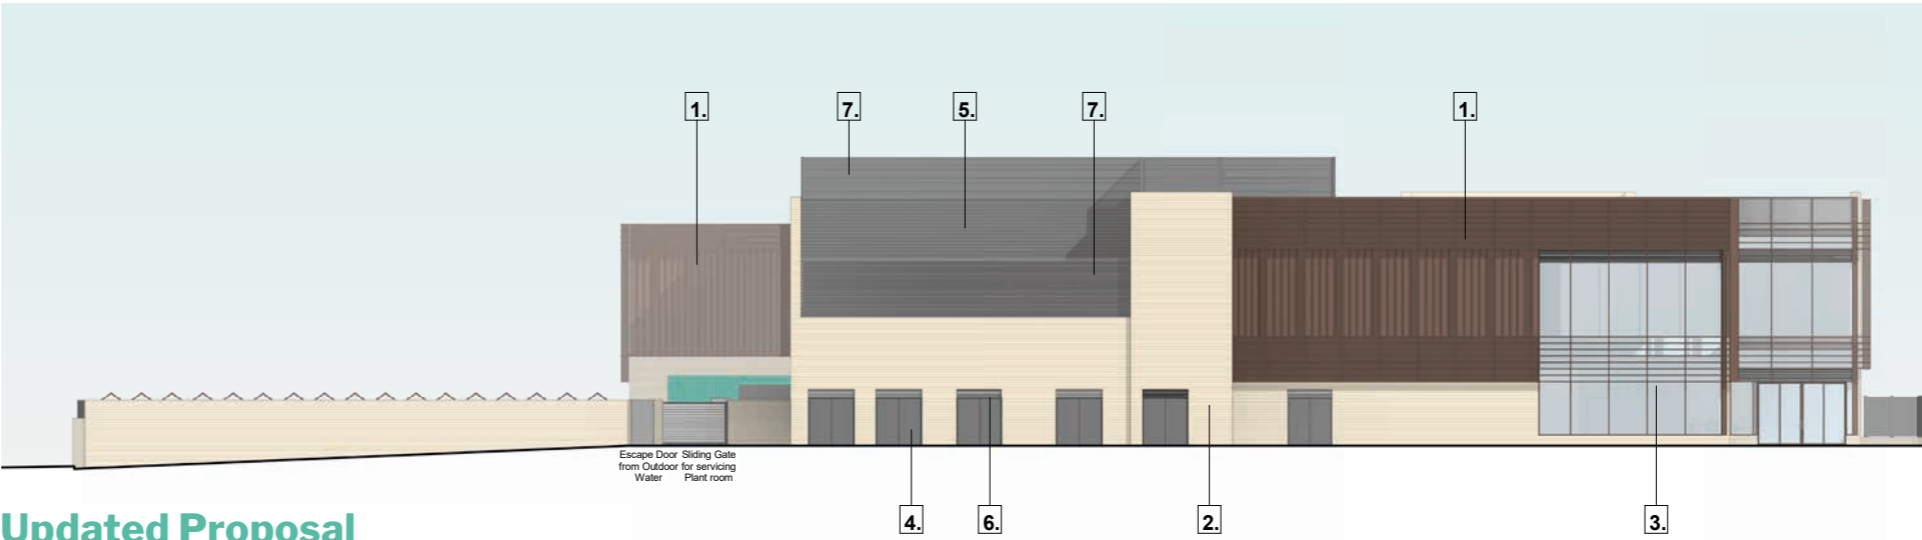 1.
7.
5.
7.
1.
Escape Door
from Outdoor
Water
Sliding Gate
for servicing
Plant room
4.
6.
2.
3.
Updated Proposal